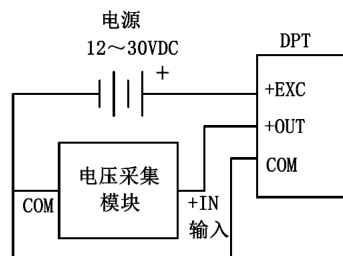 电源
12～30VDC
+
DPT
+EXC
+OUT
COM
电压采集
模块
COM
+IN
输入